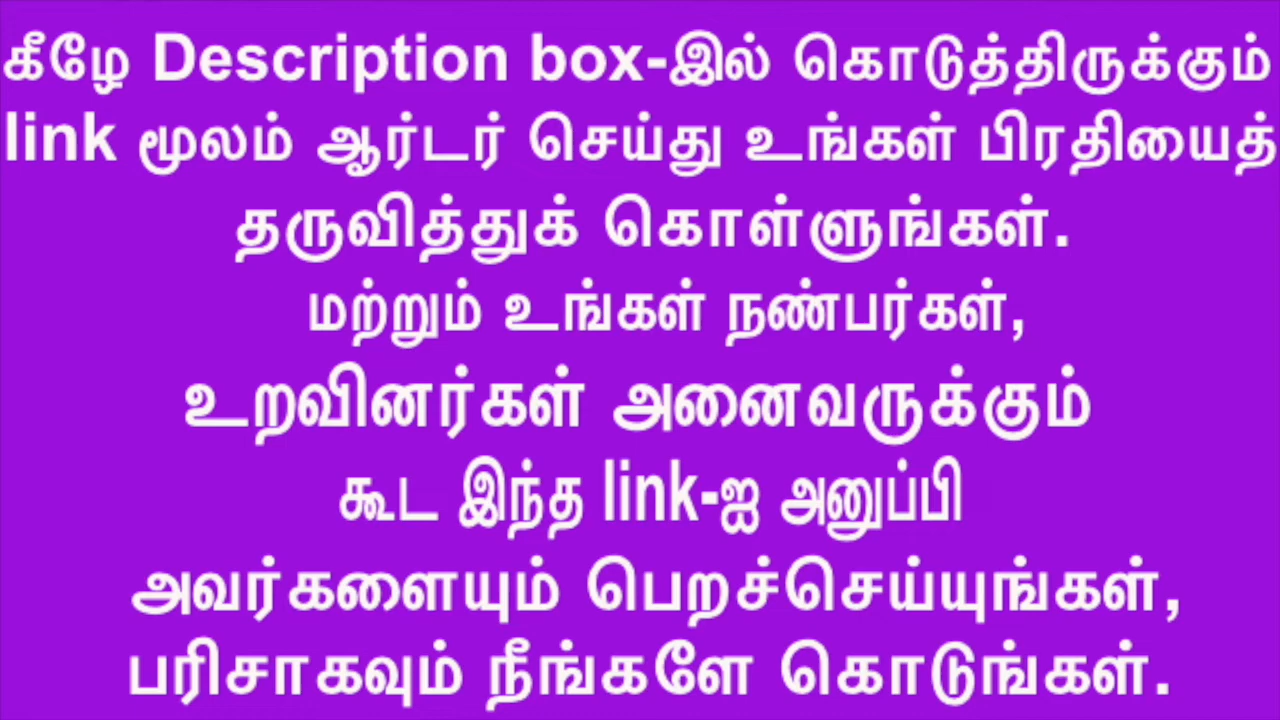 கீழே Description box-இல் கொடுத்திருக்கும்
link மூலம் ஆர்டர் செய்து உங்கள் பிரதியைத்
தருவித்துக் கொள்ளுங்கள்.
மற்றும் உங்கள் நண்பர்கள்,
உறவினர்கள் அனைவருக்கும்
கூட இந்த link-ஐ அனுப்பி
அவர்களையும் பெறச்செய்யுங்கள்,
பரிசாகவும் நீங்களே கொடுங்கள்.